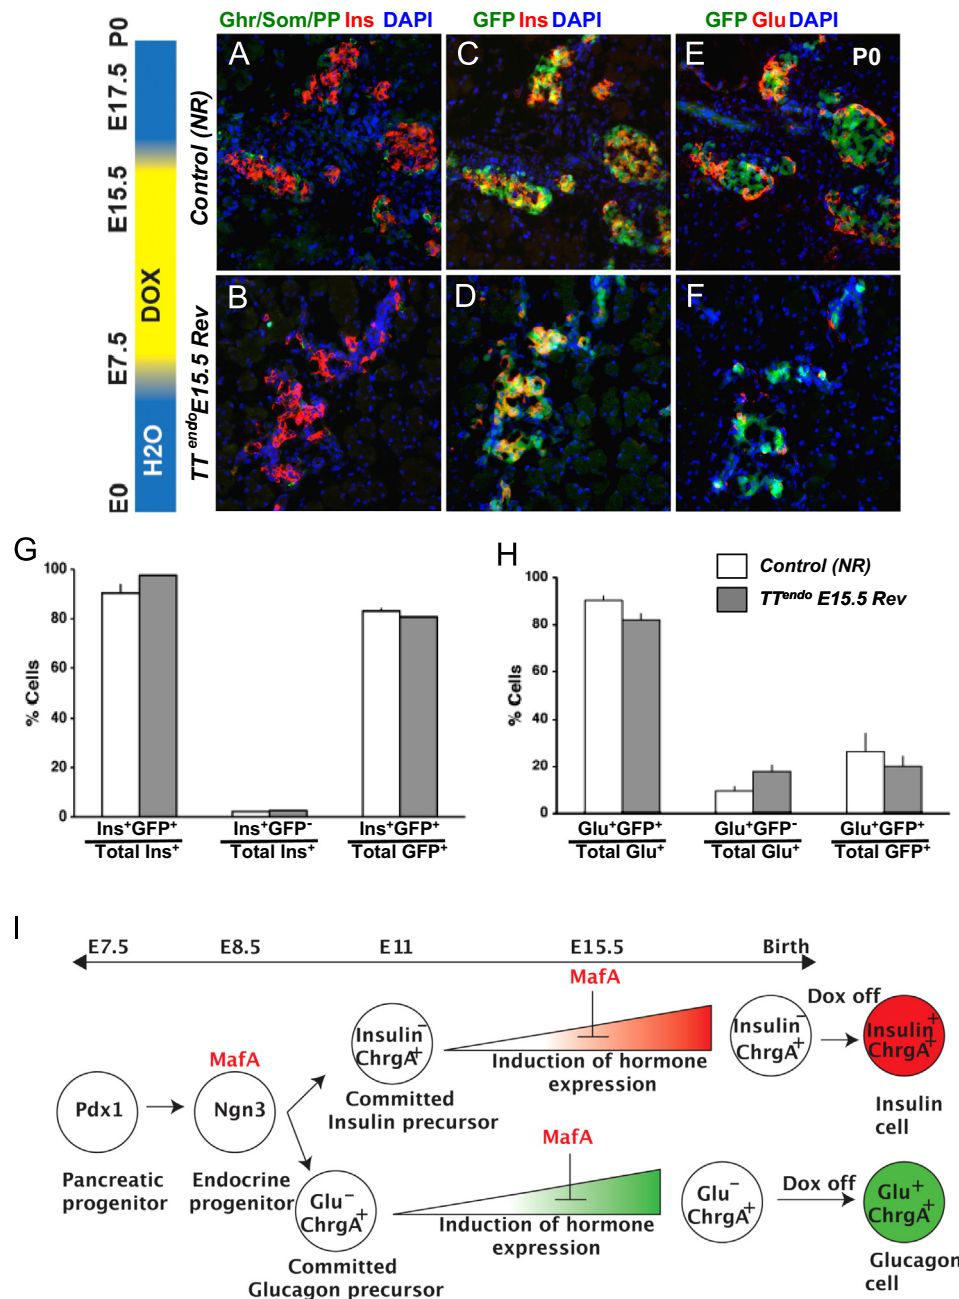 Ghr/Som/PP Ins DAPI
GFP Ins DAPI
GFP Glu DAPI
P0
E17.5
E15.5
E7.5
E0
DOX
H2O
Control (NR)
TT endo E15.5 Rev
A
C
E
P0
B
D
F
G
% Cells
100
80
60
40
20
0
Ins+GFP+
Total Ins+
Ins+GFP-
Total Ins+
Ins+GFP+
Total GFP+
H
Control (NR)
TTendo E15.5 Rev
% Cells
100
80
60
40
20
0
Glu+GFP+
Total Glu+
Glu+GFP-
Total Glu+
Glu+GFP+
Total GFP+
I
E7.5 E8.5 E11 E15.5 Birth
MafA
Dox off
Insulin-
ChrgA+
Induction of hormone
expression
Insulin-
ChrgA+
Insulin+
ChrgA+
Committed
Insulin precursor
Insulin
cell
MafA
Pdx1
Ngn3
Pancreatic
progenitor
Endocrine
progenitor
MafA
Glu-
ChrgA+
Induction of hormone
expression
Glu-
ChrgA+
Dox off
Glu+
ChrgA+
Committed
Glucagon precursor
Glucagon
cell